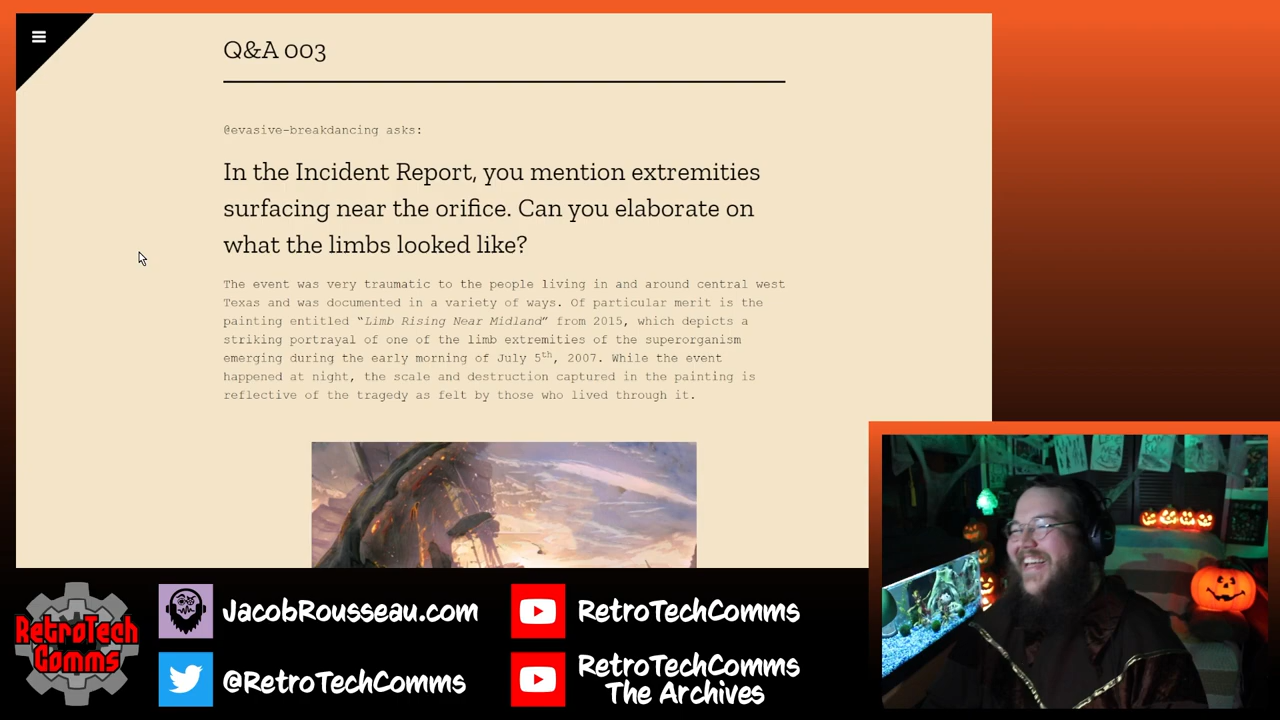 Q&A 003
@evasive-breakdancing asks:
In the Incident Report, you mention extremities
surfacing near the orifice. Can you elaborate on
what the limbs looked like?
The event was very traumatic to the people living in and around central west
Texas and was documented in a variety of ways. Of particular merit is the
painting entitled “Limb Rising Near Midland” from 2015, which depicts a
striking portrayal of one of the limb extremities of the superorganism
emerging during the early morning of July 5th, 2007. While the event
happened at night, the scale and destruction captured in the painting is
reflective of the tragedy as felt by those who lived through it.
RetroTech
Comms
JacobRousseau.com
@RetroTechComms
RetroTechComms
RetroTechComms
The Archives